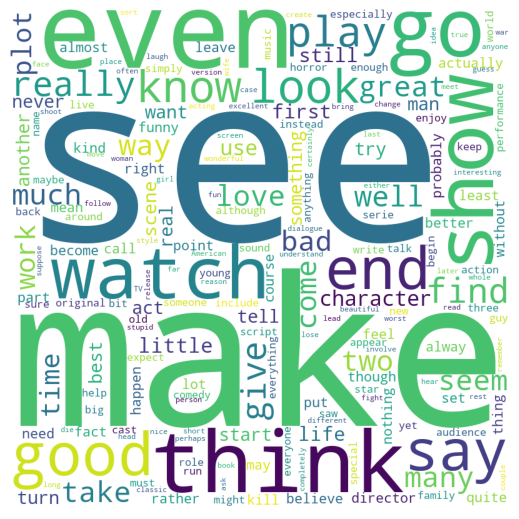 even
play
go
plot
almost
leave
especially
create
idea
world
true
anyone
music
simply
still
actually
guess
really
know
look
great
horror
enough
man
meet
performance
never
live
want
first
instead
enjoy
name
another
kind
funny
way
use
something
try
probably
keep
show
maybe
right
scene
love
well
anything
without
interesting
much
see
mean
real
although
serie
least
back
around
work
become
call
watch
point
sound
bad
end
write
talk
begin
better
find
part
young
course
come
character
action
three
sure
original
bit
act
tell
script
everything
two
feel
new
guy
time
best
little
give
lot
comedy
make
though
appear
alway
seem
happen
expect
someone
include
star
fight
set
thing
help
big
put
saw
nothing
yet
audience
need
fact
cast
start
life
everyone
special
good
think
say
turn
take
role
run
may
might
kill
believe
director
many
family
quite
rather
must
classic
book
ask
completely
different
person
perhaps
short
nice
head
die
long
American
TV
release
reason
far
understand
dialogue
beautiful
worst
lead
lose
involve
hear
rest
read
later
whole
remember
old
stupid
suppose
style
girl
woman
follow
fun
wonderful
certainly
either
last
screen
change
bring
excellent
case
version
acting
laugh
often
place
face
shoot
war